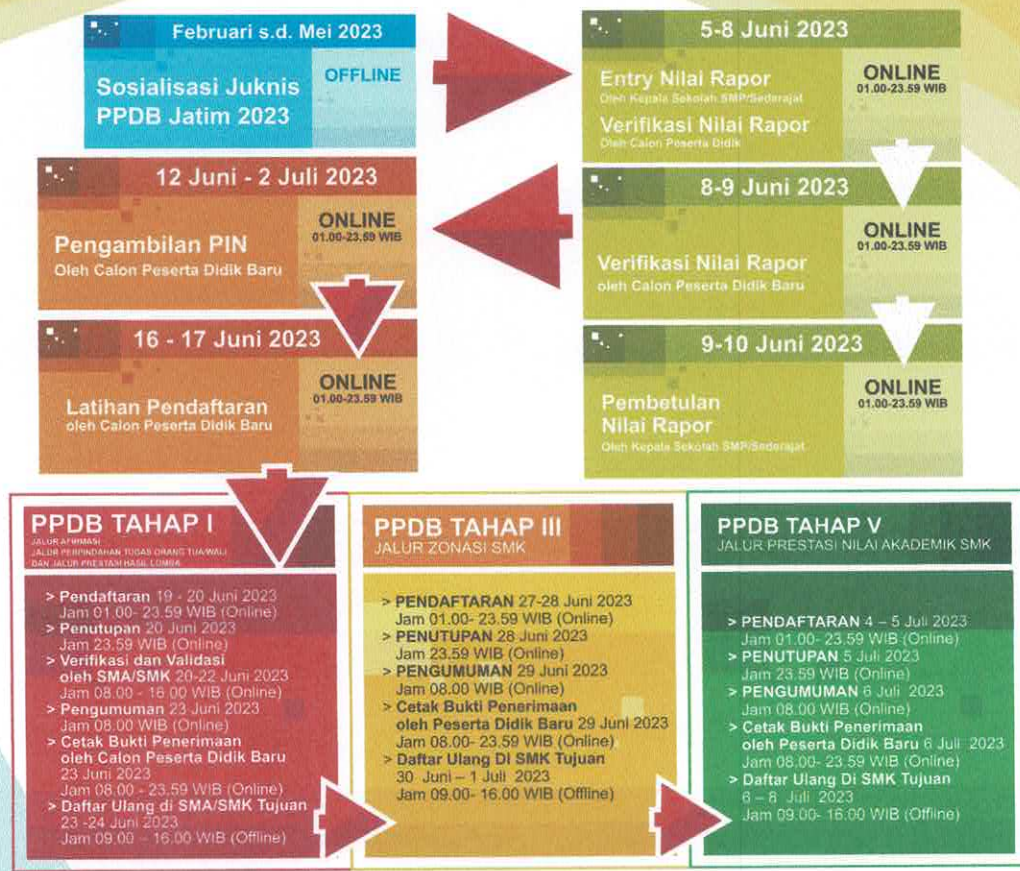 Februari s.d. Mei 2023
Sosialisasi Juknis
PPDB Jatim 2023
OFFLINE
5-8 Juni 2023
Entry Nilai Rapor
Oleh Kepala Sekolah SMP/Sederajat
Verifikasi Nilai Rapor
Oleh Calon Peserta Didik
ONLINE
01.00-23.59 WIB
8-9 Juni 2023
Verifikasi Nilai Rapor
oleh Calon Peserta Didik Baru
ONLINE
01.00-23.59 WIB
9-10 Juni 2023
Pembetulan
Nilai Rapor
Oleh Kepala Sekolah SMP/Sederajat
ONLINE
01.00-23.59 WIB
12 Juni - 2 Juli 2023
Pengambilan PIN
Oleh Calon Peserta Didik Baru
ONLINE
01.00-23.59 WIB
16 - 17 Juni 2023
Latihan Pendaftaran
oleh Calon Peserta Didik Baru
ONLINE
01.00-23.59 WIB
PPDB TAHAP I
JALUR AFIRMASI
JALUR PERPINDAHAN TUGAS ORANG TUA/WALI
DAN JALUR PRESTASI HASIL LOMBA
> Pendaftaran 19 - 20 Juni 2023
Jam 01.00- 23.59 WIB (Online)
> Penutupan 20 Juni 2023
Jam 23.59 WIB (Online)
> Verifikasi dan Validasi
oleh SMA/SMK 20-22 Juni 2023
Jam 08.00 - 16.00 WIB (Online)
> Pengumuman 23 Juni 2023
Jam 08.00 WIB (Online)
> Cetak Bukti Penerimaan
oleh Calon Peserta Didik Baru
23 Juni 2023
Jam 08.00 - 23.59 WIB (Online)
> Daftar Ulang di SMA/SMK Tujuan
23 -24 Juni 2023
Jam 09.00 – 16.00 WIB (Offline)
PPDB TAHAP III
JALUR ZONASI SMK
> PENDAFTARAN 27-28 Juni 2023
Jam 01.00- 23.59 WIB (Online)
> PENUTUPAN 28 Juni 2023
Jam 23.59 WIB (Online)
> PENGUMUMAN 29 Juni 2023
Jam 08.00 WIB (Online)
> Cetak Bukti Penerimaan
oleh Peserta Didik Baru 29 Juni 2023
Jam 08.00- 23.59 WIB (Online)
> Daftar Ulang Di SMK Tujuan
30 Juni – 1 Juli 2023
Jam 09.00- 16.00 WIB (Offline)
PPDB TAHAP V
JALUR PRESTASI NILAI AKADEMIK SMK
> PENDAFTARAN 4 – 5 Juli 2023
Jam 01.00- 23.59 WIB (Online)
> PENUTUPAN 5 Juli 2023
Jam 23.59 WIB (Online)
> PENGUMUMAN 6 Juli 2023
Jam 08.00 WIB (Online)
> Cetak Bukti Penerimaan
oleh Peserta Didik Baru 6 Juli 2023
Jam 08.00- 23.59 WIB (Online)
> Daftar Ulang Di SMK Tujuan
6 – 8 Juli 2023
Jam 09.00- 16.00 WIB (Offline)